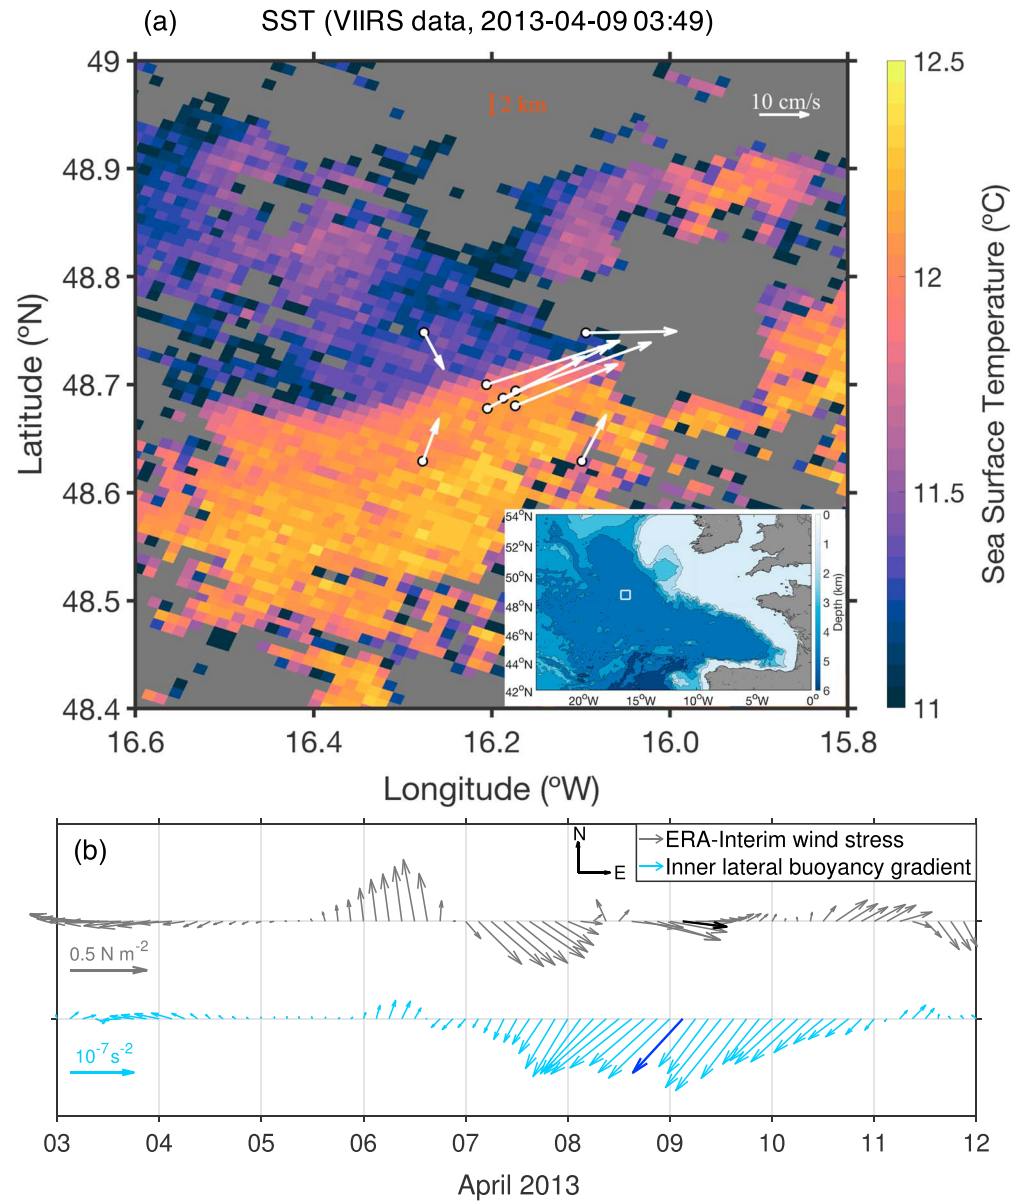 (a) SST (VIIRS data, 2013-04-09 03:49)
49
48.9
48.8
48.7
48.6
48.5
48.4
Latitude (ºN)
2 km
10 cm/s
16.6 16.4 16.2 16.0 15.8
Longitude (ºW)
12.5
12
11.5
11
Sea Surface Temperature (ºC)
54°N
52°N
50°N
48°N
46°N
44°N
42°N
20°W 15°W 10°W 5°W 0°
0
1
2
3
4
5
6
Depth (km)
(b)
N
E
ERA-Interim wind stress
Inner lateral buoyancy gradient
0.5 N m⁻²
10⁻⁷s⁻²
03 04 05 06 07 08 09 10 11 12
April 2013